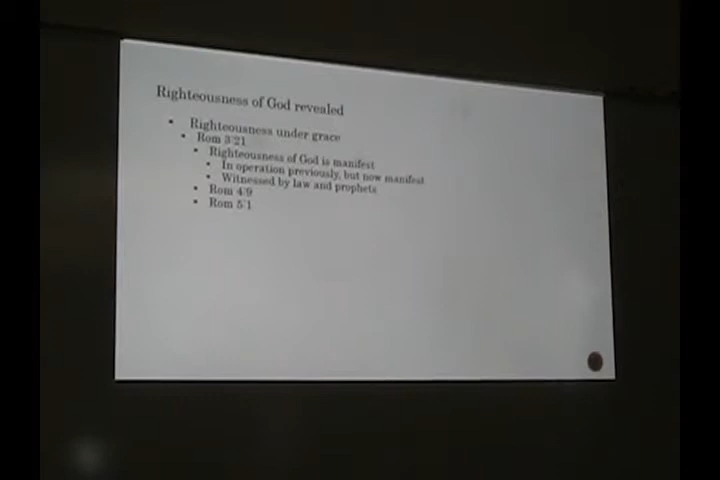 Righteousness of God revealed
▪ Righteousness under grace
▪ Rom 3:21
▪ Righteousness of God is manifest
▪ In operation previously, but now manifest
▪ Witnessed by law and prophets
▪ Rom 4:9
▪ Rom 5:1